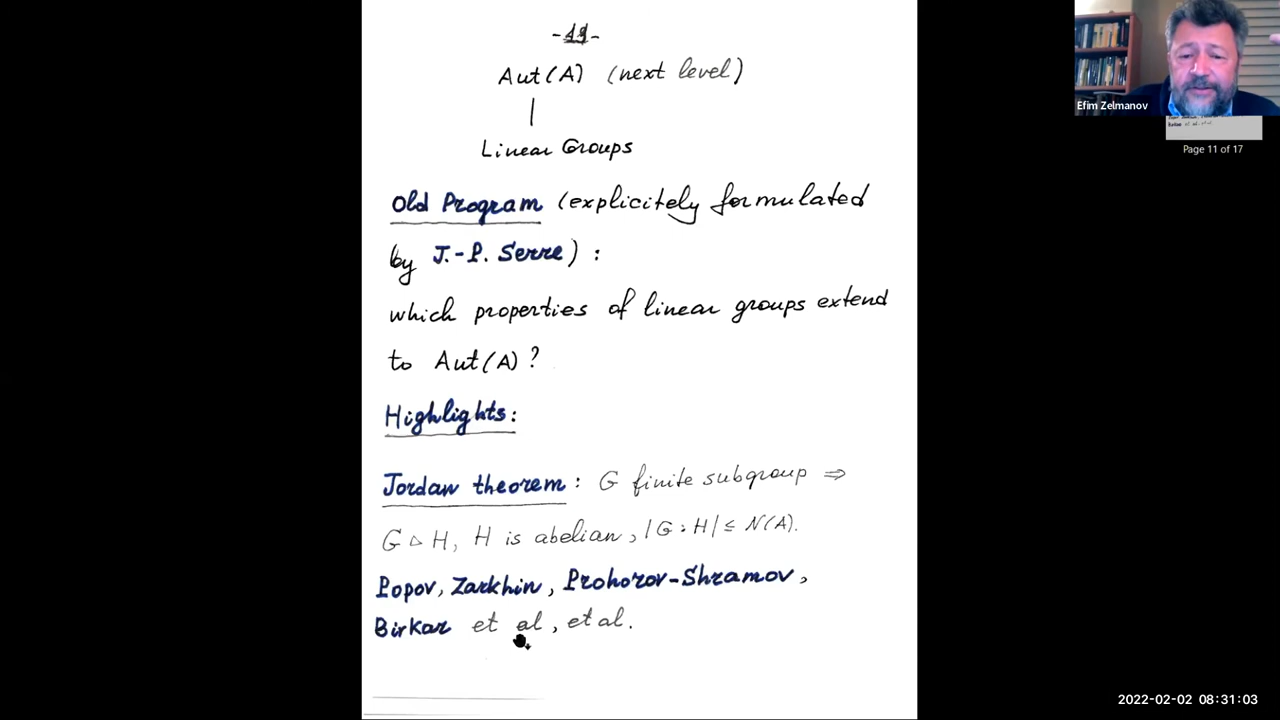 -11-
Aut(A) (next level)
|
Linear Groups
Old Program (explicitely formulated
by J.-P. Serre) :
which properties of linear groups extend
to Aut(A) ?
Highlights:
Jordan theorem : G finite subgroup ⇒
G ▷ H, H is abelian, |G : H| ≤ N(A).
Popov, Zarkhin, Prohorov-Shramov,
Birkar et al, et al.
Efim Zelmanov
Page 11 of 17
2022-02-02 08:31:03